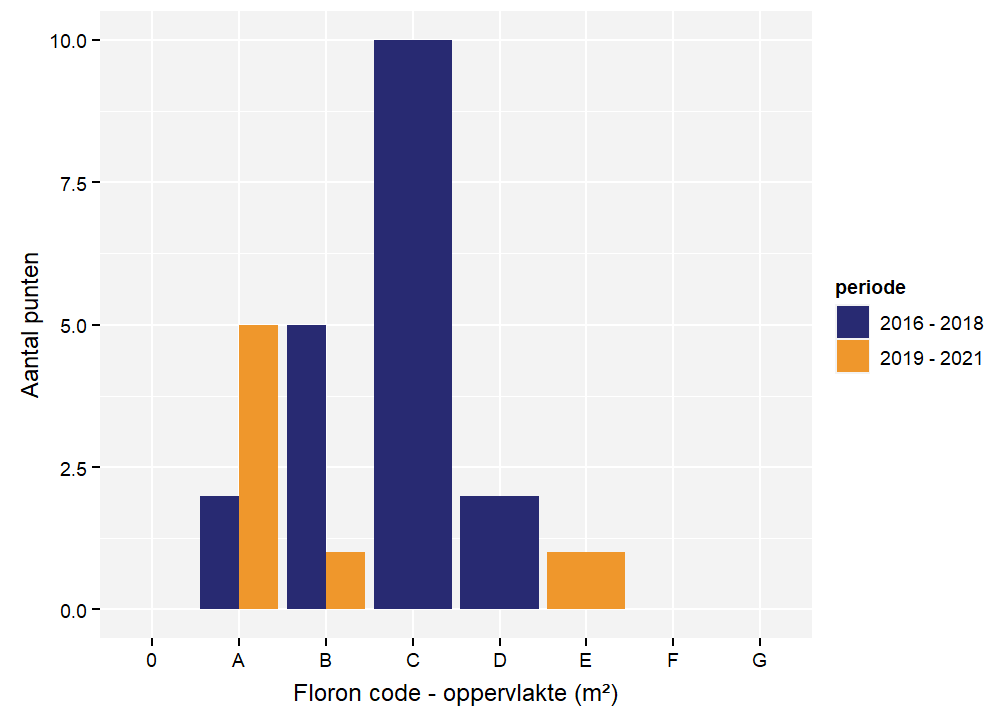 10.0
7.5
5.0
2.5
0.0
Aantal punten
0 A B C D E F G
Floron code - oppervlakte (m²)
periode
2016 - 2018
2019 - 2021